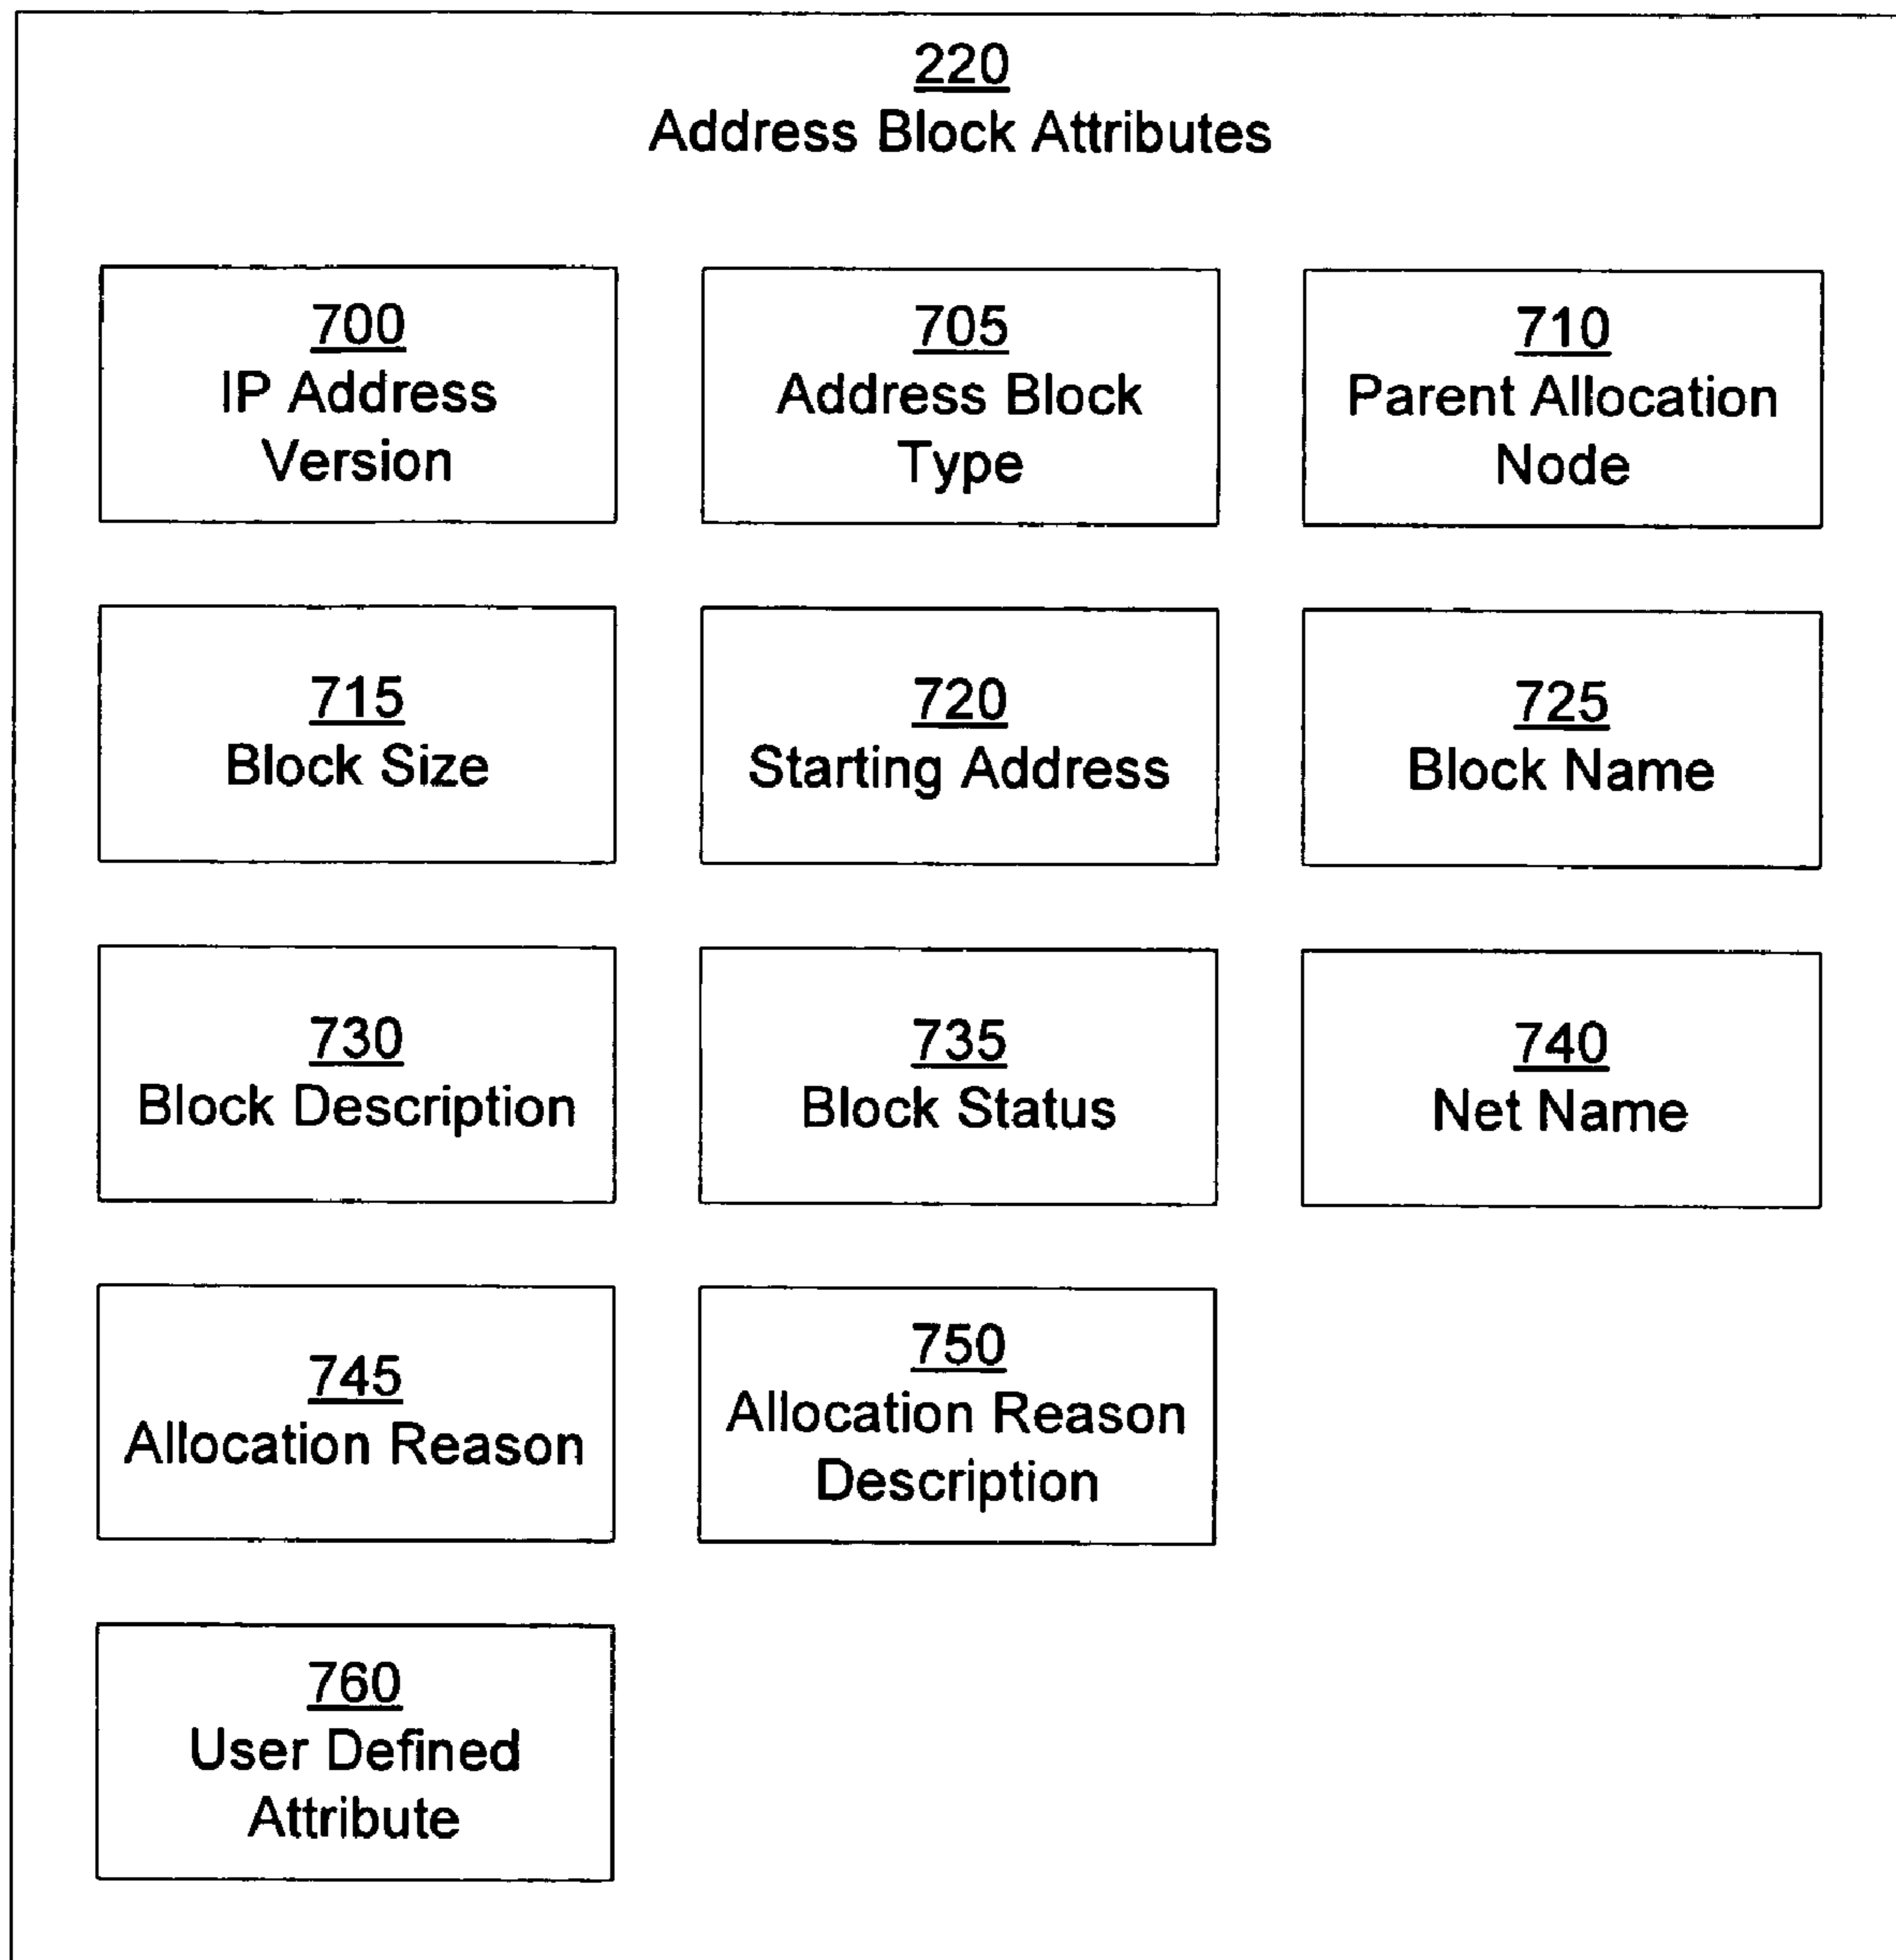 220
Address Block Attributes
700
IP Address
Version
705
Address Block
Type
710
Parent Allocation
Node
715
Block Size
720
Starting Address
725
Block Name
730
Block Description
735
Block Status
740
Net Name
745
Allocation Reason
750
Allocation Reason
Description
760
User Defined
Attribute